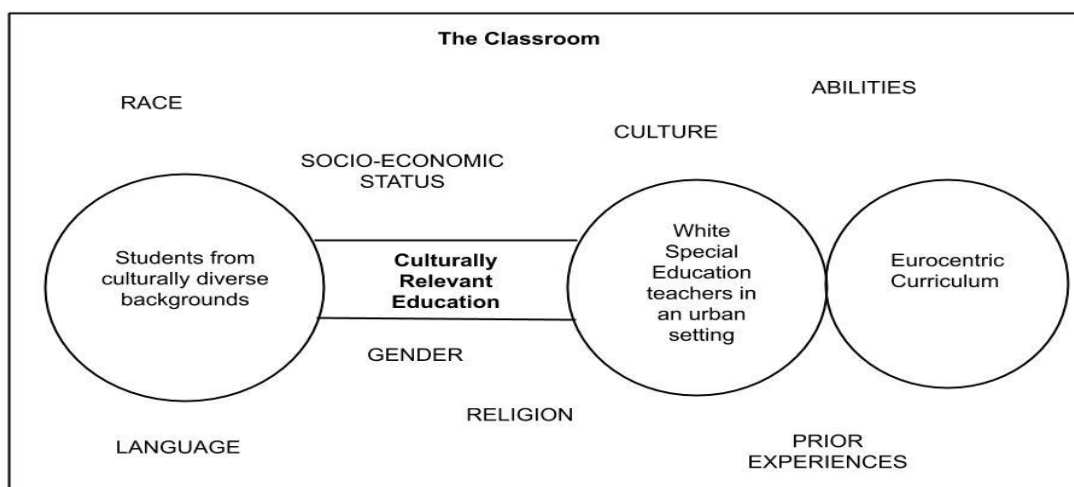 The Classroom
ABILITIES
RACE
CULTURE
SOCIO-ECONOMIC
STATUS
Students from
culturally diverse
backgrounds
Culturally
Relevant
Education
White
Special
Education
teachers in
an urban
setting
Eurocentric
Curriculum
GENDER
RELIGION
LANGUAGE
PRIOR
EXPERIENCES